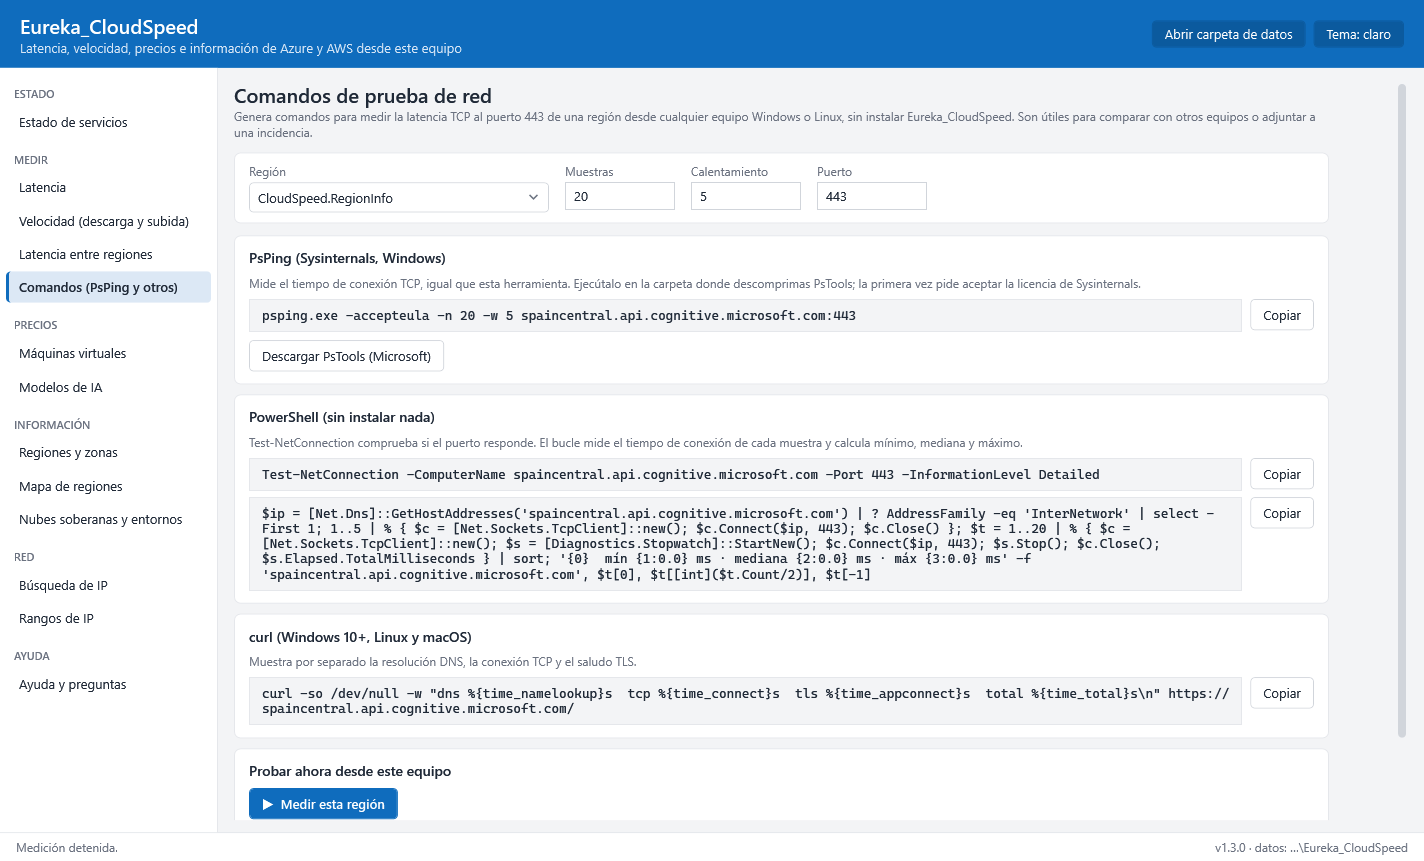 Eureka_CloudSpeed
Latencia, velocidad, precios e información de Azure y AWS desde este equipo
Abrir carpeta de datos
Tema: claro
ESTADO
Estado de servicios
MEDIR
Latencia
Velocidad (descarga y subida)
Latencia entre regiones
Comandos (PsPing y otros)
PRECIOS
Máquinas virtuales
Modelos de IA
INFORMACIÓN
Regiones y zonas
Mapa de regiones
Nubes soberanas y entornos
RED
Búsqueda de IP
Rangos de IP
AYUDA
Ayuda y preguntas
Comandos de prueba de red
Genera comandos para medir la latencia TCP al puerto 443 de una región desde cualquier equipo Windows o Linux, sin instalar Eureka_CloudSpeed. Son útiles para comparar con otros equipos o adjuntar a
una incidencia.
Región
Muestras
Calentamiento
Puerto
CloudSpeed.RegionInfo
20
5
443
PsPing (Sysinternals, Windows)
Mide el tiempo de conexión TCP, igual que esta herramienta. Ejecútalo en la carpeta donde descomprimas PsTools; la primera vez pide aceptar la licencia de Sysinternals.
psping.exe -accepteula -n 20 -w 5 spaincentral.api.cognitive.microsoft.com:443
Copiar
Descargar PsTools (Microsoft)
PowerShell (sin instalar nada)
Test-NetConnection comprueba si el puerto responde. El bucle mide el tiempo de conexión de cada muestra y calcula mínimo, mediana y máximo.
Test-NetConnection -ComputerName spaincentral.api.cognitive.microsoft.com -Port 443 -InformationLevel Detailed
Copiar
$ip = [Net.Dns]::GetHostAddresses('spaincentral.api.cognitive.microsoft.com') | ? AddressFamily -eq 'InterNetwork' | select -
First 1; 1..5 | % { $c = [Net.Sockets.TcpClient]::new(); $c.Connect($ip, 443); $c.Close() }; $t = 1..20 | % { $c =
[Net.Sockets.TcpClient]::new(); $s = [Diagnostics.Stopwatch]::StartNew(); $c.Connect($ip, 443); $s.Stop(); $c.Close();
$s.Elapsed.TotalMilliseconds } | sort; '{0}  mín {1:0.0} ms · mediana {2:0.0} ms · máx {3:0.0} ms' -f
'spaincentral.api.cognitive.microsoft.com', $t[0], $t[[int]($t.Count/2)], $t[-1]
Copiar
curl (Windows 10+, Linux y macOS)
Muestra por separado la resolución DNS, la conexión TCP y el saludo TLS.
curl -so /dev/null -w "dns %{time_namelookup}s  tcp %{time_connect}s  tls %{time_appconnect}s  total %{time_total}s\n" https://
spaincentral.api.cognitive.microsoft.com/
Copiar
Probar ahora desde este equipo
▶ Medir esta región
Medición detenida.
v1.3.0 · datos: ...\Eureka_CloudSpeed